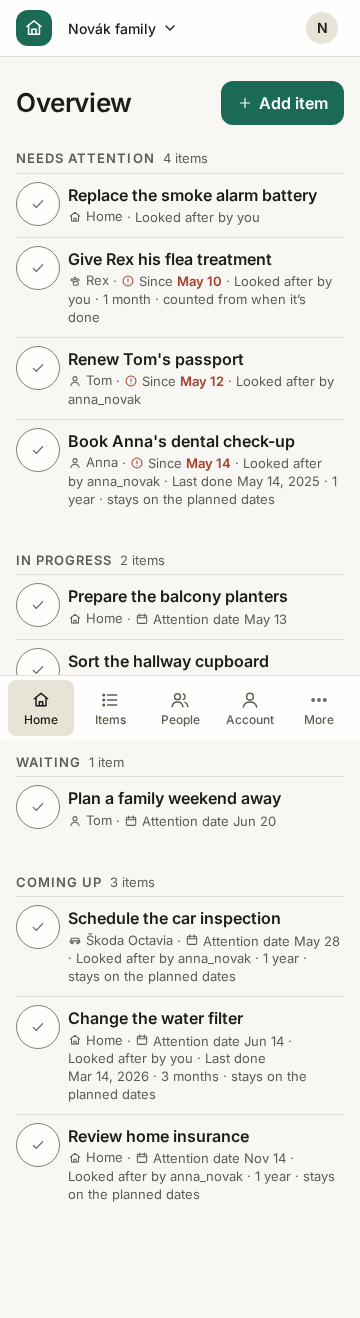 Novák family
N
Overview
Add item
NEEDS ATTENTION 4 items
Replace the smoke alarm battery
Home · Looked after by you
Give Rex his flea treatment
Rex · Since May 10 · Looked after by
you · 1 month · counted from when it's
done
Renew Tom's passport
Tom · Since May 12 · Looked after by
anna_novak
Book Anna's dental check-up
Anna · Since May 14 · Looked after
by anna_novak · Last done May 14, 2025 · 1
year · stays on the planned dates
IN PROGRESS 2 items
Prepare the balcony planters
Home · Attention date May 13
Sort the hallway cupboard
Home
Items
People
Account
More
WAITING 1 item
Plan a family weekend away
Tom · Attention date Jun 20
COMING UP 3 items
Schedule the car inspection
Škoda Octavia · Attention date May 28
· Looked after by anna_novak · 1 year ·
stays on the planned dates
Change the water filter
Home · Attention date Jun 14 ·
Looked after by you · Last done
Mar 14, 2026 · 3 months · stays on the
planned dates
Review home insurance
Home · Attention date Nov 14 ·
Looked after by anna_novak · 1 year · stays
on the planned dates